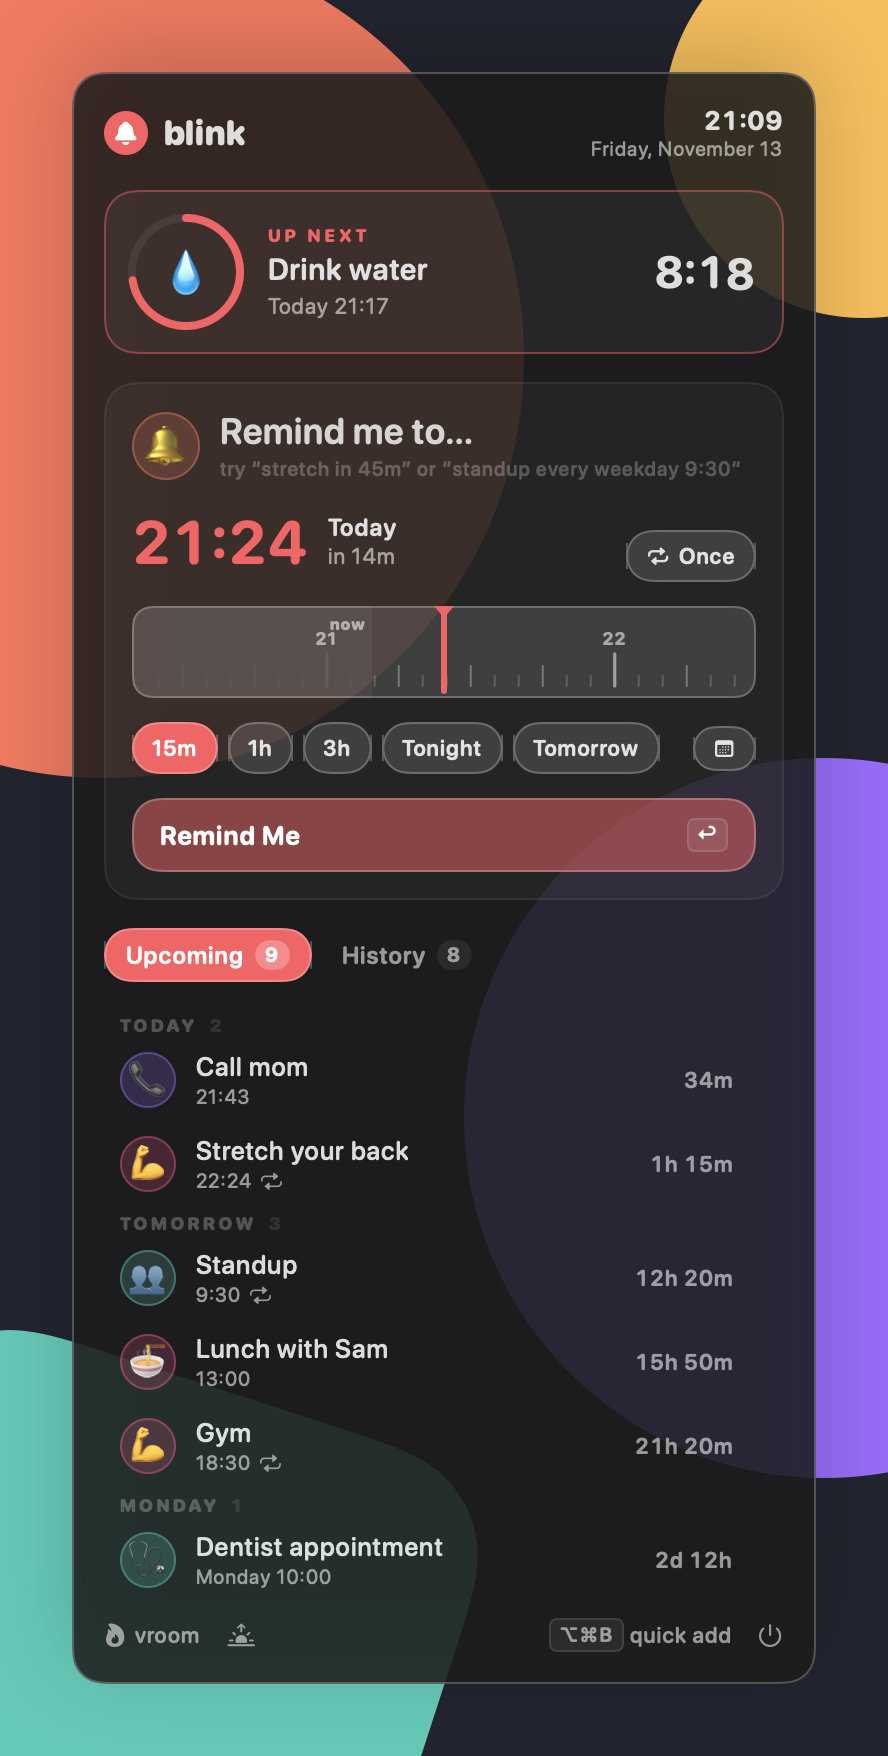 blink
21:09
Friday, November 13
UP NEXT
Drink water
Today 21:17
8:18
Remind me to...
try “stretch in 45m” or “standup every weekday 9:30”
21:24
Today
in 14m
Once
now
21
22
15m
1h
3h
Tonight
Tomorrow
Remind Me
Upcoming 9
History 8
TODAY 2
Call mom
21:43
34m
Stretch your back
22:24
1h 15m
TOMORROW 3
Standup
9:30
12h 20m
Lunch with Sam
13:00
15h 50m
Gym
18:30
21h 20m
MONDAY 1
Dentist appointment
Monday 10:00
2d 12h
vroom
⌥⌘B quick add